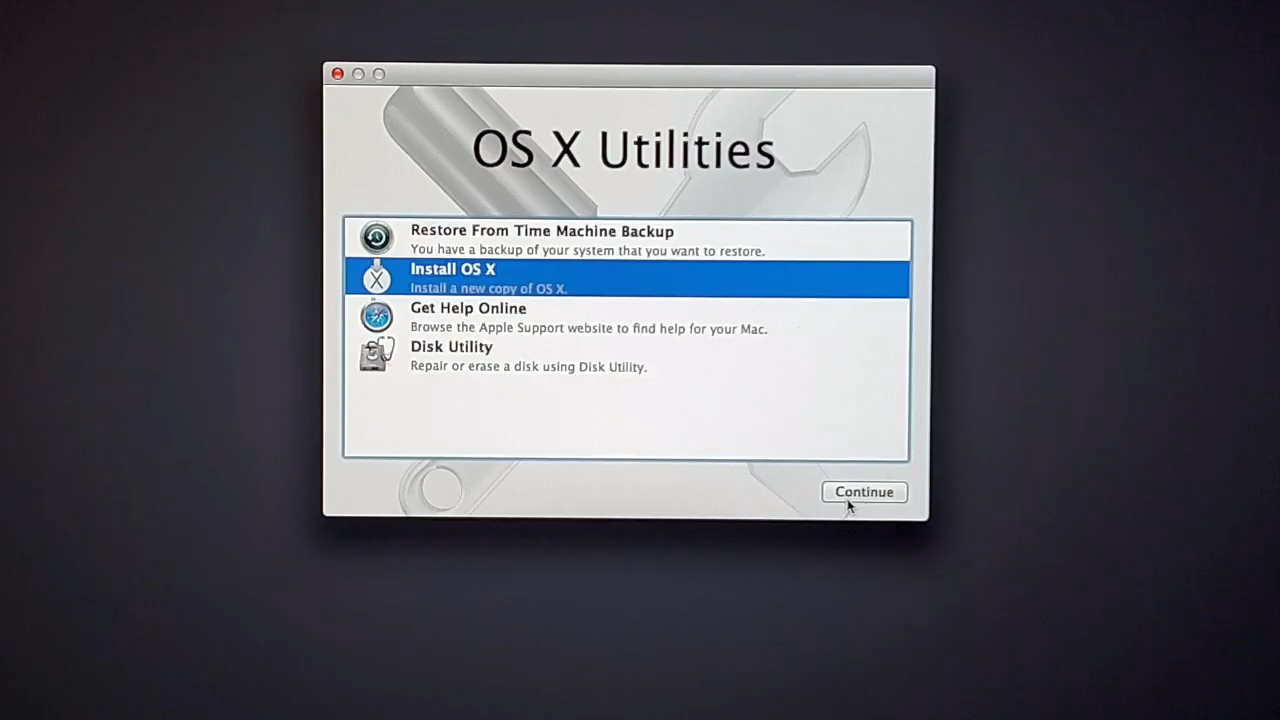 OS X Utilities
Restore From Time Machine Backup
You have a backup of your system that you want to restore.
Install OS X
Install a new copy of OS X.
Get Help Online
Browse the Apple Support website to find help for your Mac.
Disk Utility
Repair or erase a disk using Disk Utility.
Continue